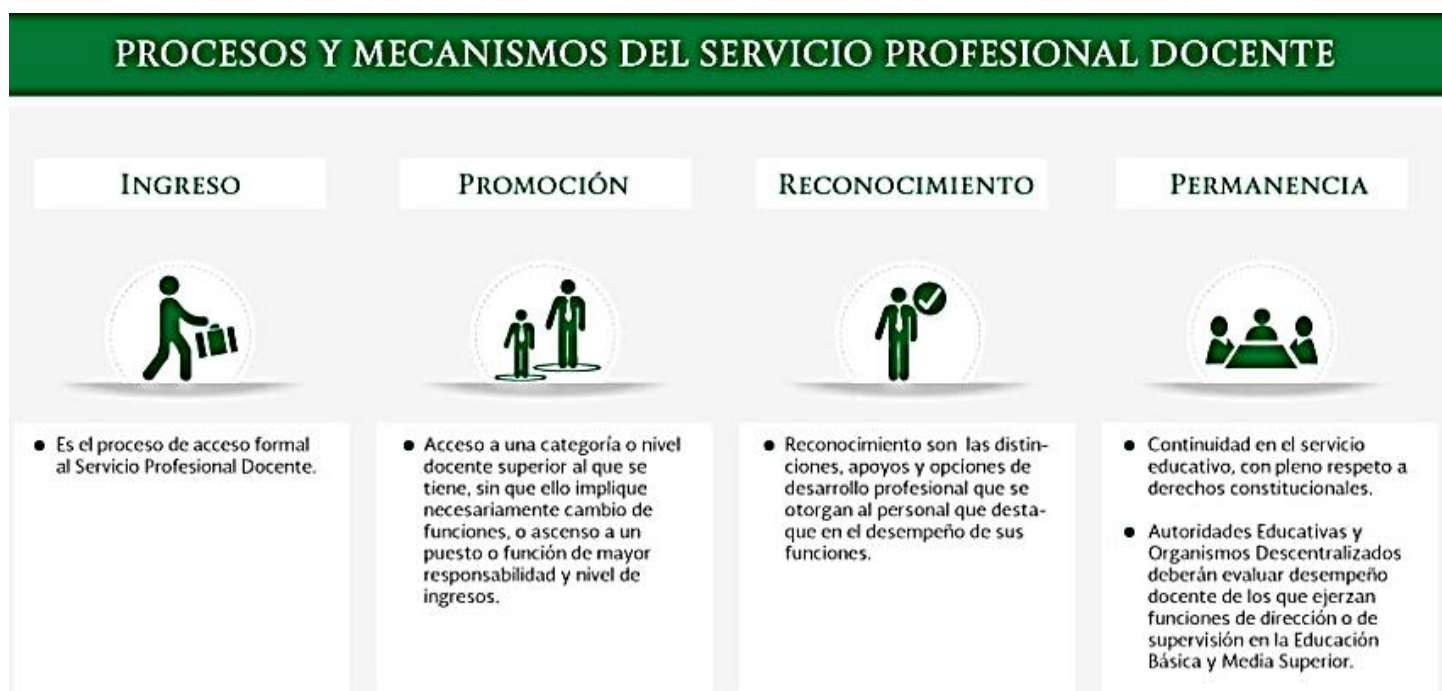 PROCESOS Y MECANISMOS DEL SERVICIO PROFESIONAL DOCENTE
INGRESO
• Es el proceso de acceso formal
al Servicio Profesional Docente.
PROMOCIÓN
• Acceso a una categoría o nivel
docente superior al que se
tiene, sin que ello implique
necesariamente cambio de
funciones, o ascenso a un
puesto o función de mayor
responsabilidad y nivel de
ingresos.
RECONOCIMIENTO
• Reconocimiento son las distin-
ciones, apoyos y opciones de
desarrollo profesional que se
otorgan al personal que desta-
que en el desempeño de sus
funciones.
PERMANENCIA
• Continuidad en el servicio
educativo, con pleno respeto a
derechos constitucionales.
• Autoridades Educativas y
Organismos Descentralizados
deberán evaluar desempeño
docente de los que ejerzan
funciones de dirección o de
supervisión en la Educación
Básica y Media Superior.